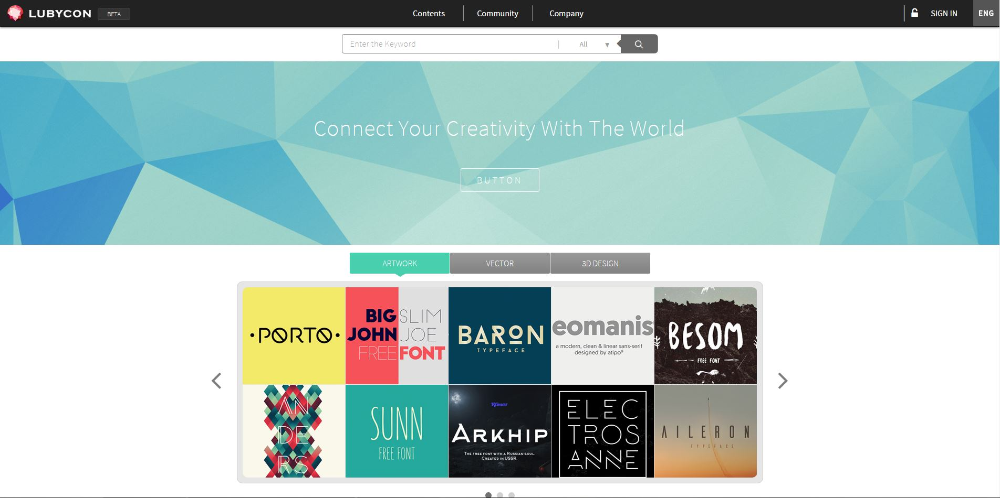 LUBYCON BETA
Contents Community Company
SIGN IN ENG
Enter the Keyword All
Connect Your Creativity With The World
BUTTON
ARTWORK VECTOR 3D DESIGN
PORTO
BIG SLIM
JOHN JOE
FREE FONT
BARON
TYPEFACE
eomanis
a modern, clean & linear sans-serif
designed by atipo®
BESOM
FREE FONT
AN
DE
RS
SUNN
FREE FONT
Klimov
ARKHIP
THE FREE FONT WITH A RUSSIAN SOUL.
CREATED IN USSR.
ELEC
TROS
ANNE
AILERON
TYPEFACE